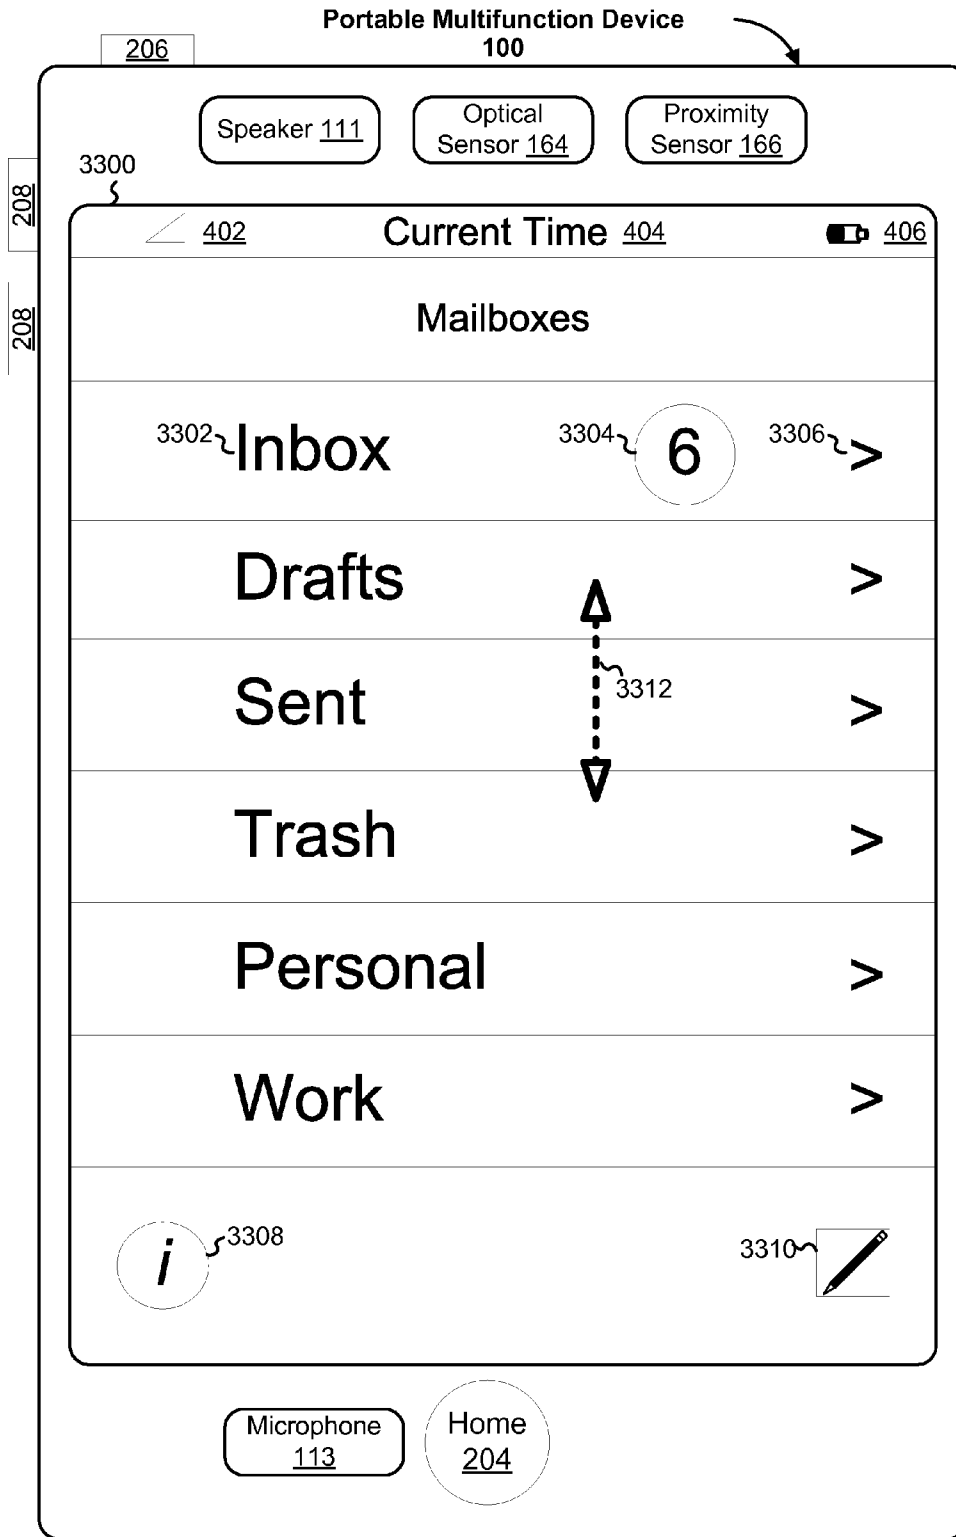 Portable Multifunction Device
100
206
Speaker 111
Optical
Sensor 164
Proximity
Sensor 166
3300
208
402
Current Time 404
406
208
Mailboxes
3302
Inbox
3304
6
3306
>
Drafts
>
Sent
3312
>
Trash
>
Personal
>
Work
>
i
3308
3310
Microphone
113
Home
204